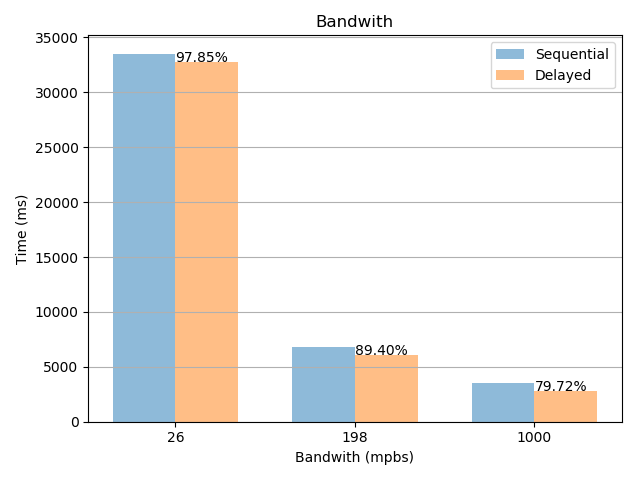 Bandwith
35000
30000
25000
20000
15000
10000
5000
0
Time (ms)
97.85%
89.40%
79.72%
Sequential
Delayed
26
198
1000
Bandwith (mpbs)